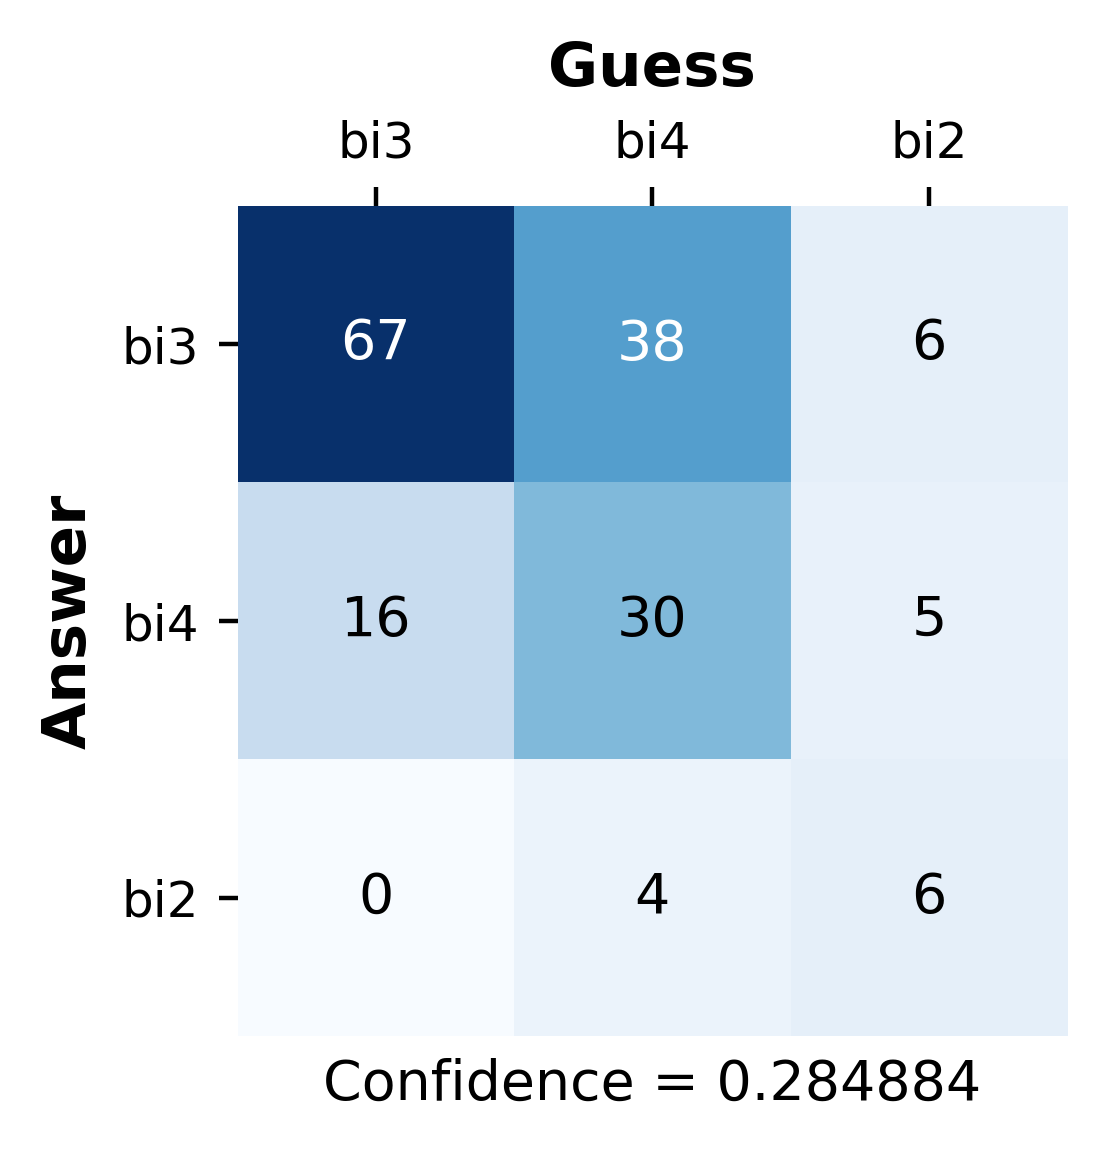 Guess
bi3 bi4 bi2
bi3 67 38 6
Answer
bi4 16 30 5
bi2 0 4 6
Confidence = 0.284884